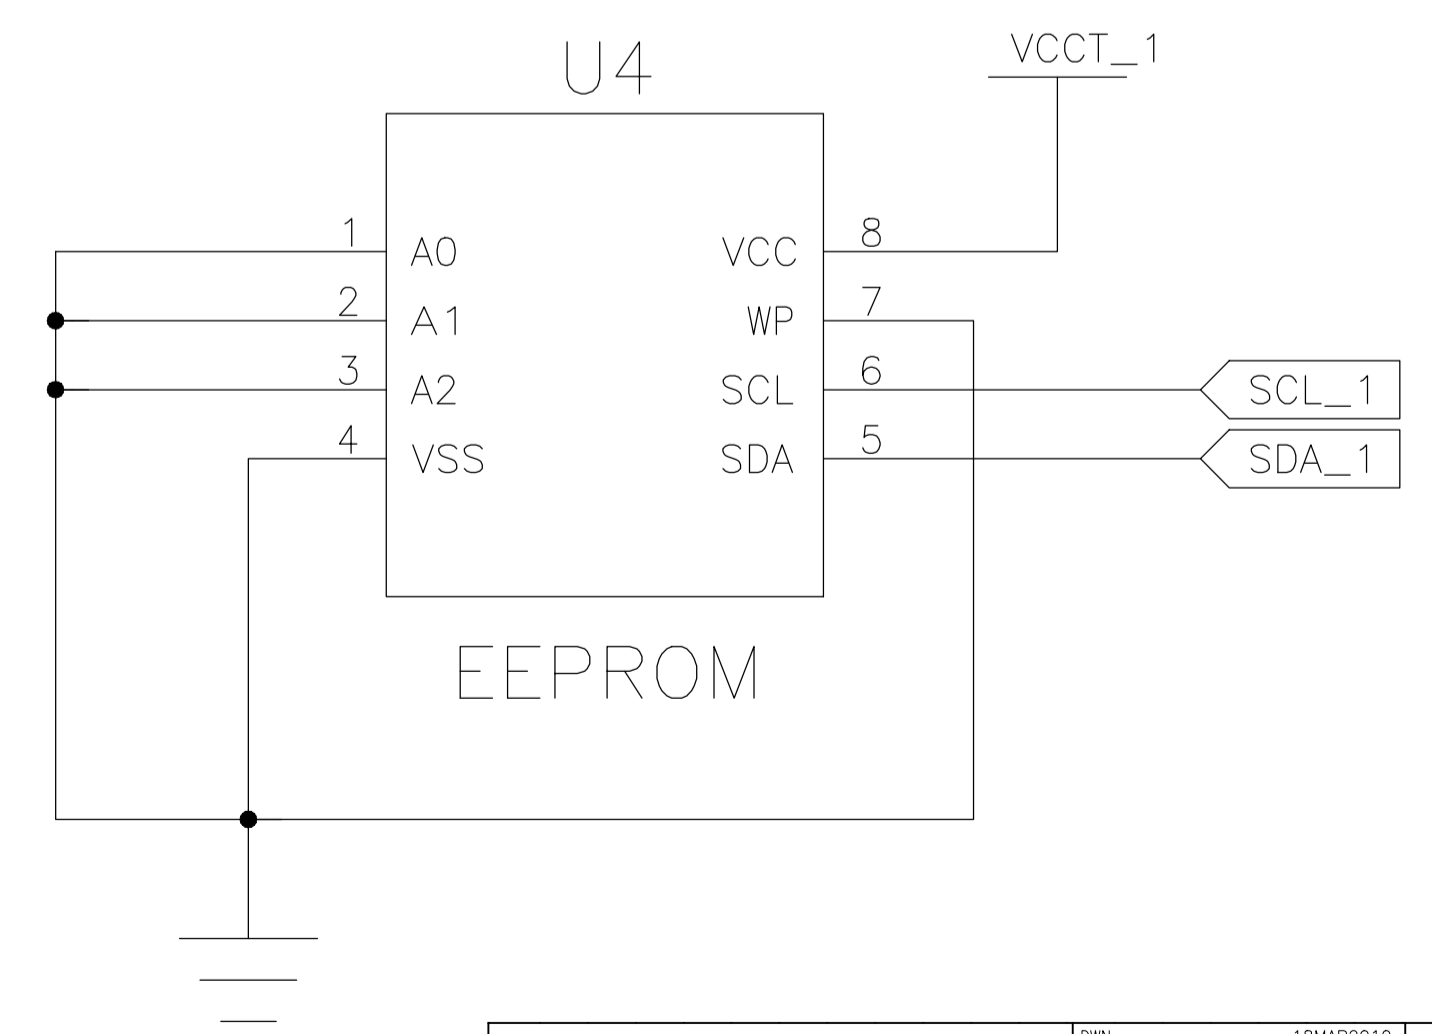 U4
VCCT_1
1 A0 VCC 8
2 A1 WP 7
3 A2 SCL 6 SCL_1
4 VSS SDA 5 SDA_1
EEPROM